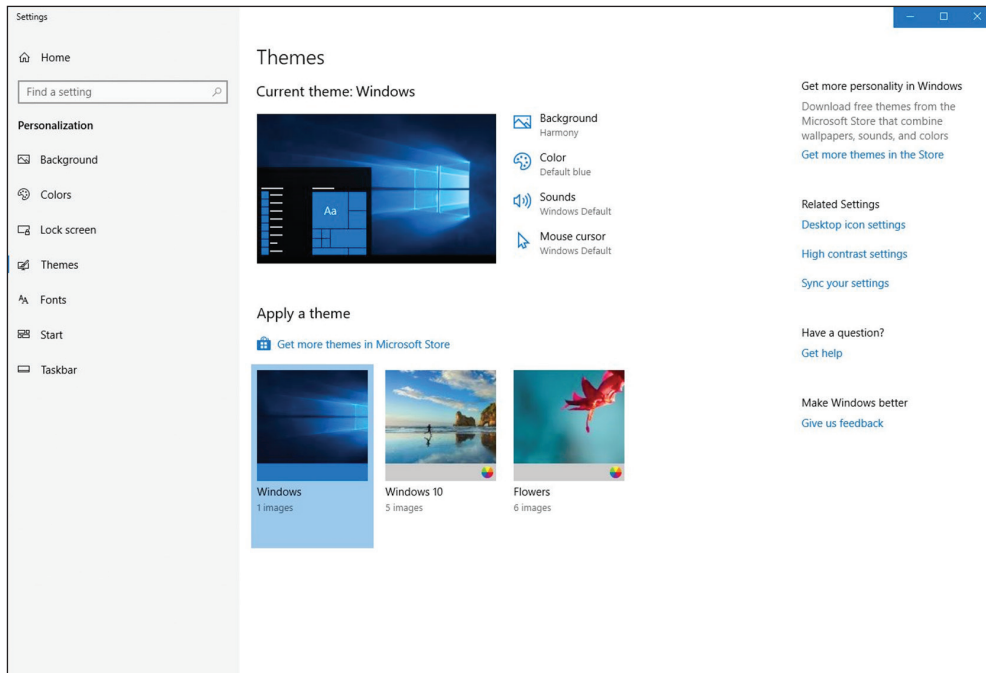 Settings
Home
Find a setting
Personalization
Background
Colors
Lock screen
Themes
Fonts
Start
Taskbar
Themes
Current theme: Windows
Aa
Background
Harmony
Color
Default blue
Sounds
Windows Default
Mouse cursor
Windows Default
Apply a theme
Get more themes in Microsoft Store
Windows
1 images
Windows 10
5 images
Flowers
6 images
Get more personality in Windows
Download free themes from the
Microsoft Store that combine
wallpapers, sounds, and colors
Get more themes in the Store
Related Settings
Desktop icon settings
High contrast settings
Sync your settings
Have a question?
Get help
Make Windows better
Give us feedback